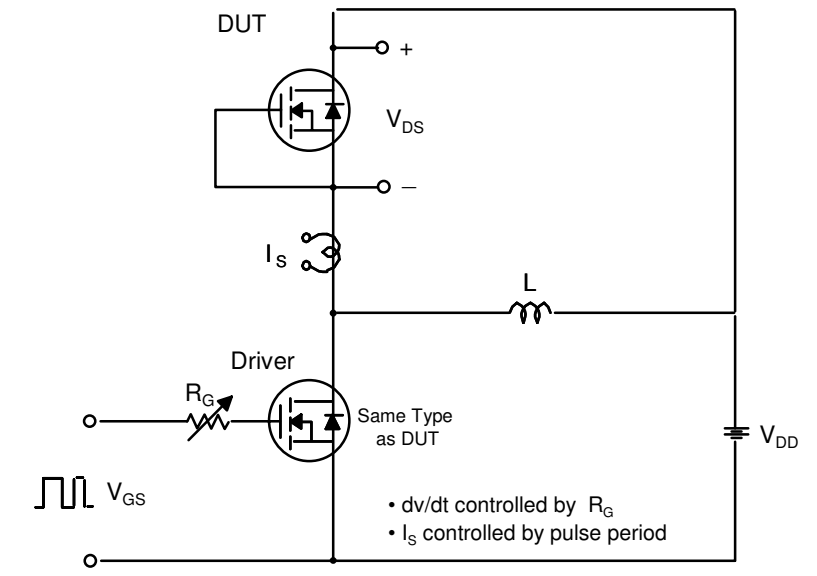 DUT
+
V_DS
−
I_S
L
Driver
R_G
Same Type
as DUT
V_DD
V_GS
• dv/dt controlled by R_G
• I_S controlled by pulse period